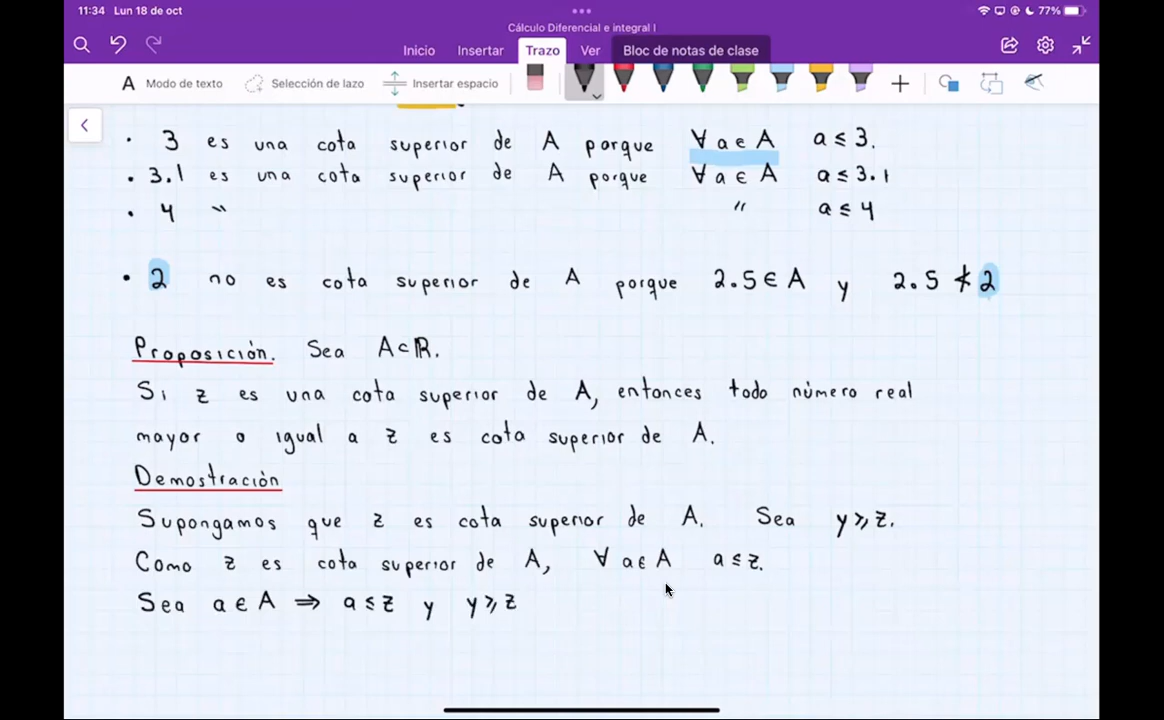 11:34 Lun 18 de oct
77%
Cálculo Diferencial e integral I
Inicio Insertar Trazo Ver Bloc de notas de clase
A Modo de texto Selección de lazo Insertar espacio
• 3 es una cota superior de A porque ∀ a ∈ A a ≤ 3.
• 3.1 es una cota superior de A porque ∀ a ∈ A a ≤ 3.1
• 4 " " a ≤ 4
• 2 no es cota superior de A porque 2.5 ∈ A y 2.5 ≮ 2
Proposición. Sea A ⊂ ℝ.
Si z es una cota superior de A, entonces todo número real
mayor o igual a z es cota superior de A.
Demostración
Supongamos que z es cota superior de A. Sea y ≥ z.
Como z es cota superior de A, ∀ a ∈ A a ≤ z.
Sea a ∈ A ⇒ a ≤ z y y ≥ z